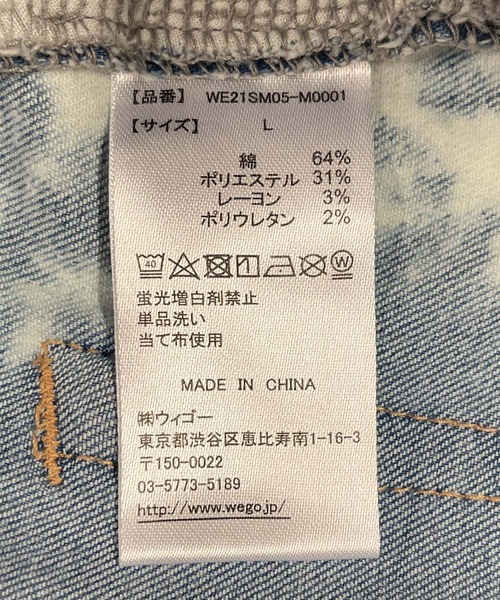 【品番】 WE21SM05-M0001
【サイズ】 L
綿 64%
ポリエステル 31%
レーヨン 3%
ポリウレタン 2%
40 W
蛍光増白剤禁止
単品洗い
当て布使用
MADE IN CHINA
㈱ウィゴー
東京都渋谷区恵比寿南1-16-3
〒150-0022
03-5773-5189
http://www.wego.jp/